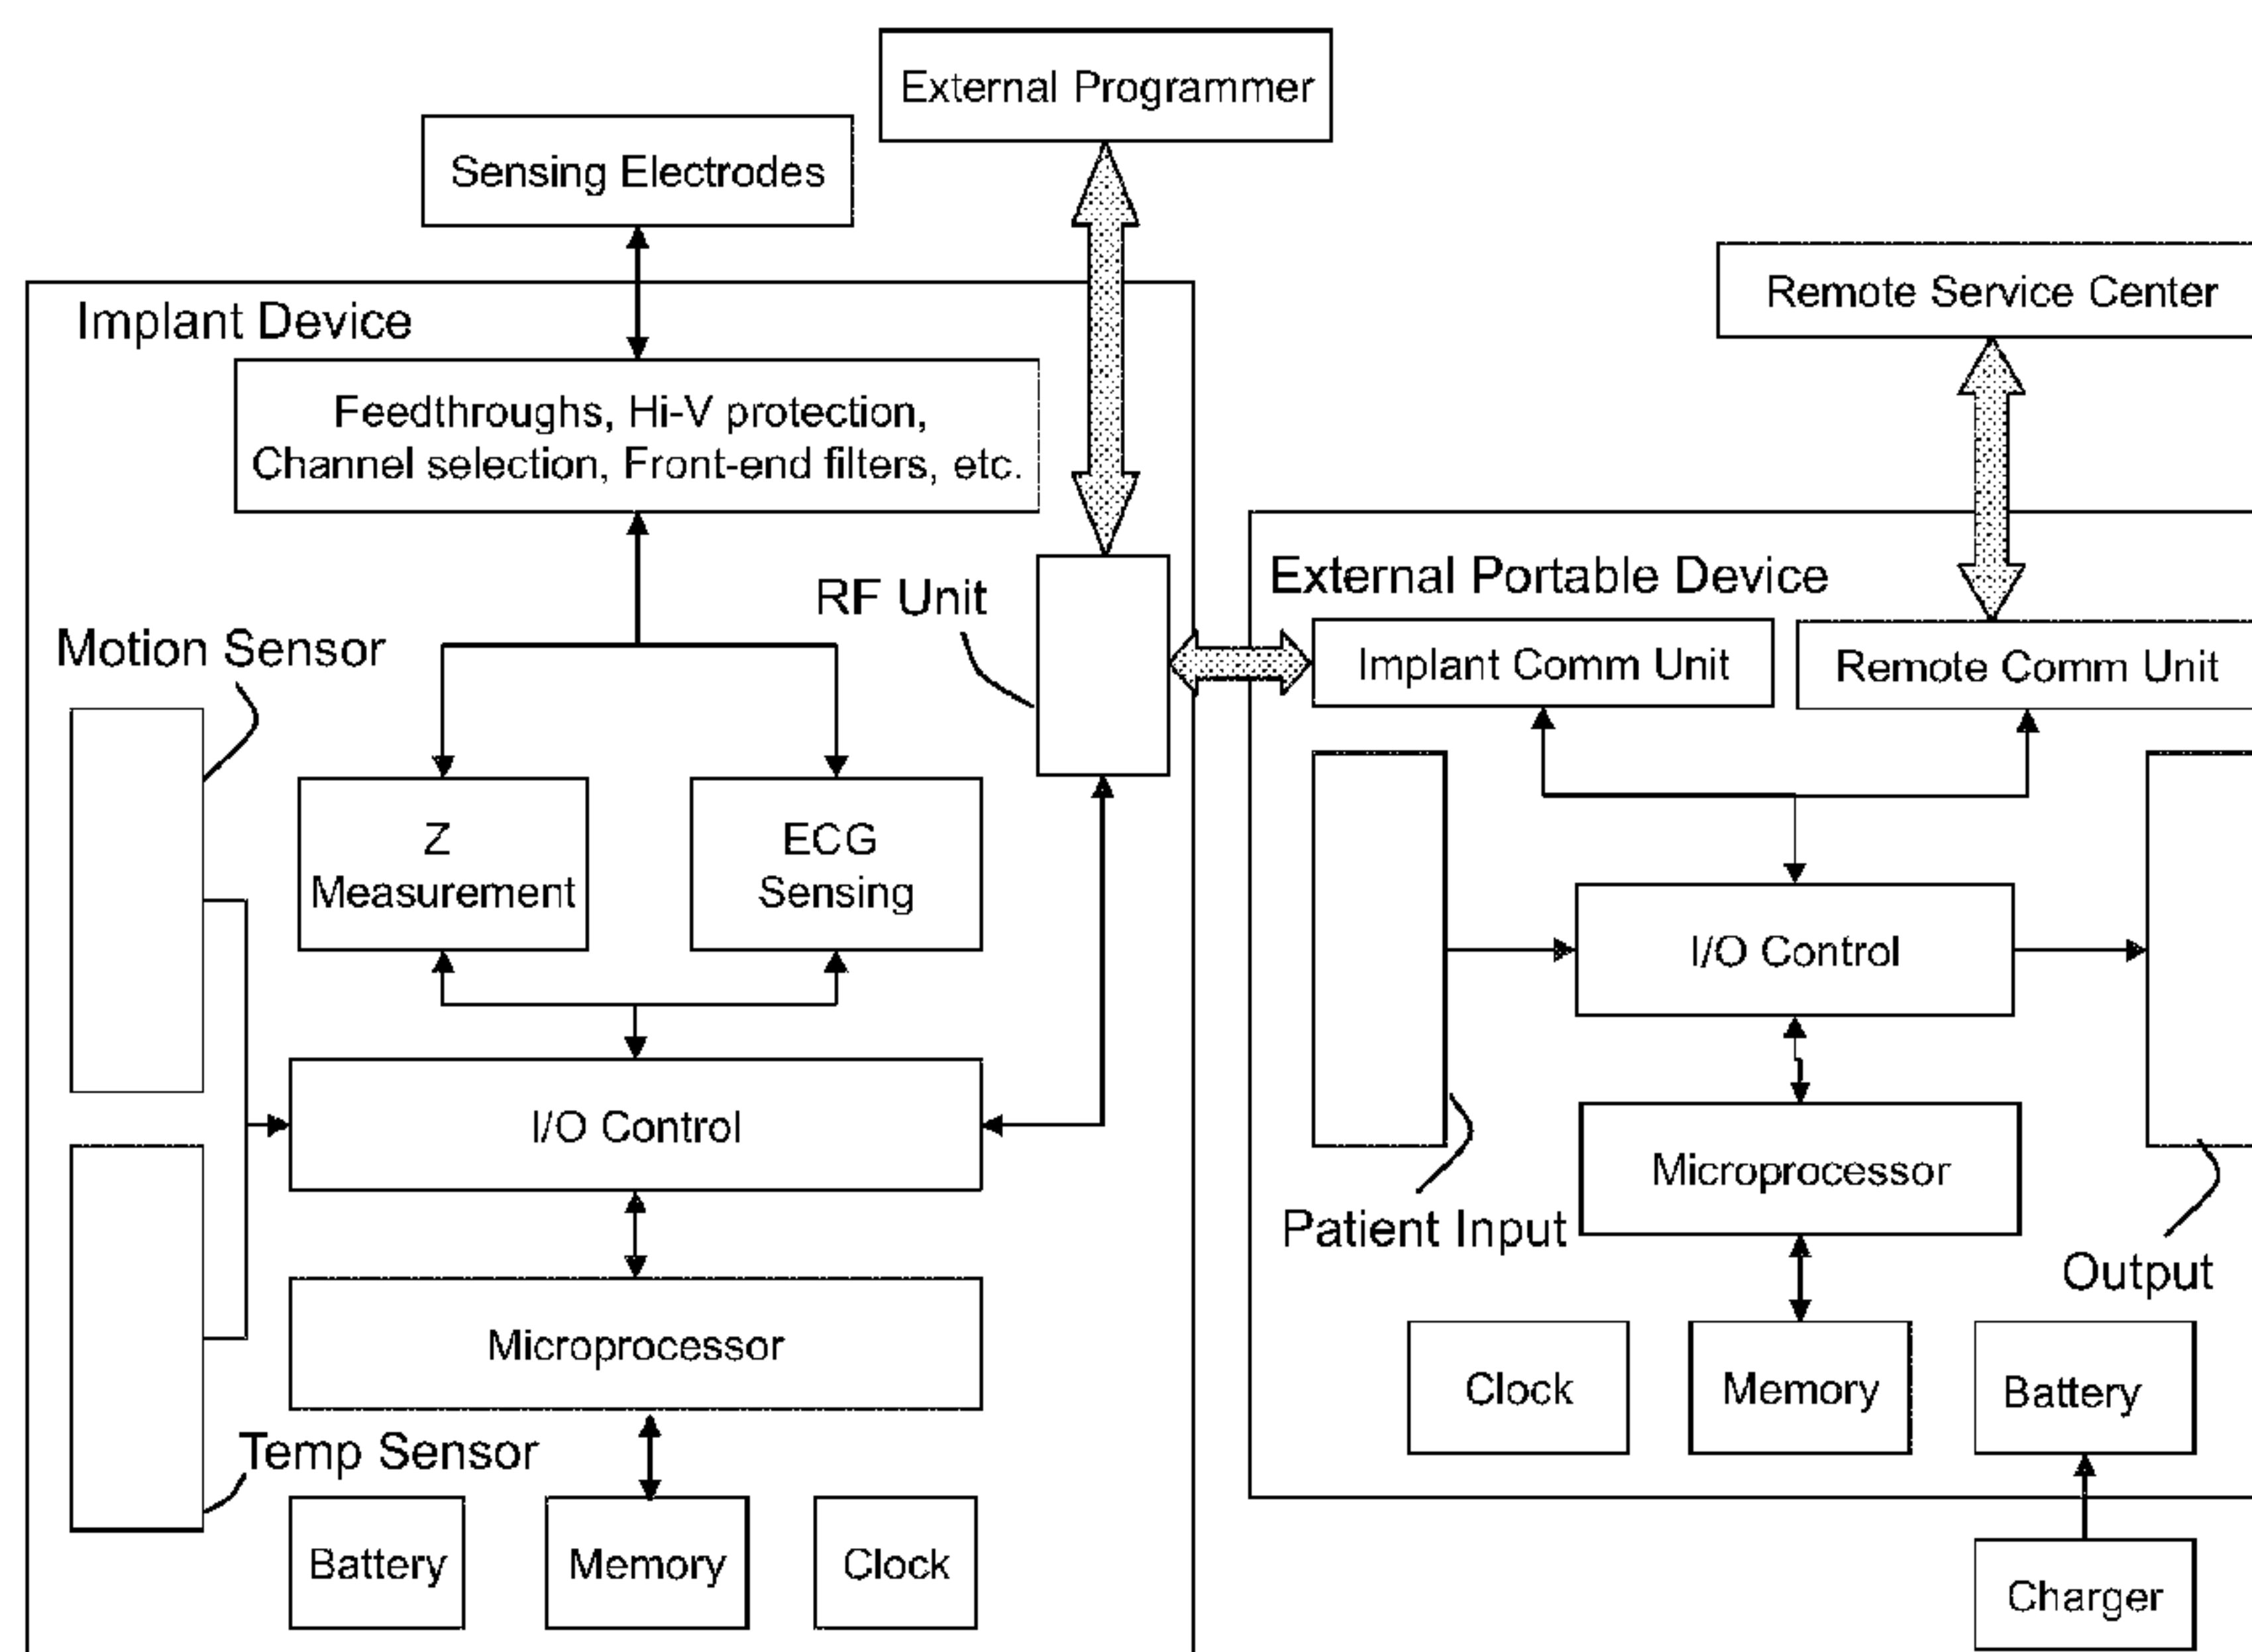 External Programmer
Sensing Electrodes
Remote Service Center
Implant Device
Feedthroughs, Hi-V protection,
Channel selection, Front-end filters, etc.
RF Unit
External Portable Device
Motion Sensor
Implant Comm Unit
Remote Comm Unit
Z
Measurement
ECG
Sensing
I/O Control
I/O Control
Microprocessor
Patient Input
Output
Microprocessor
Clock
Memory
Battery
Temp Sensor
Battery
Memory
Clock
Charger